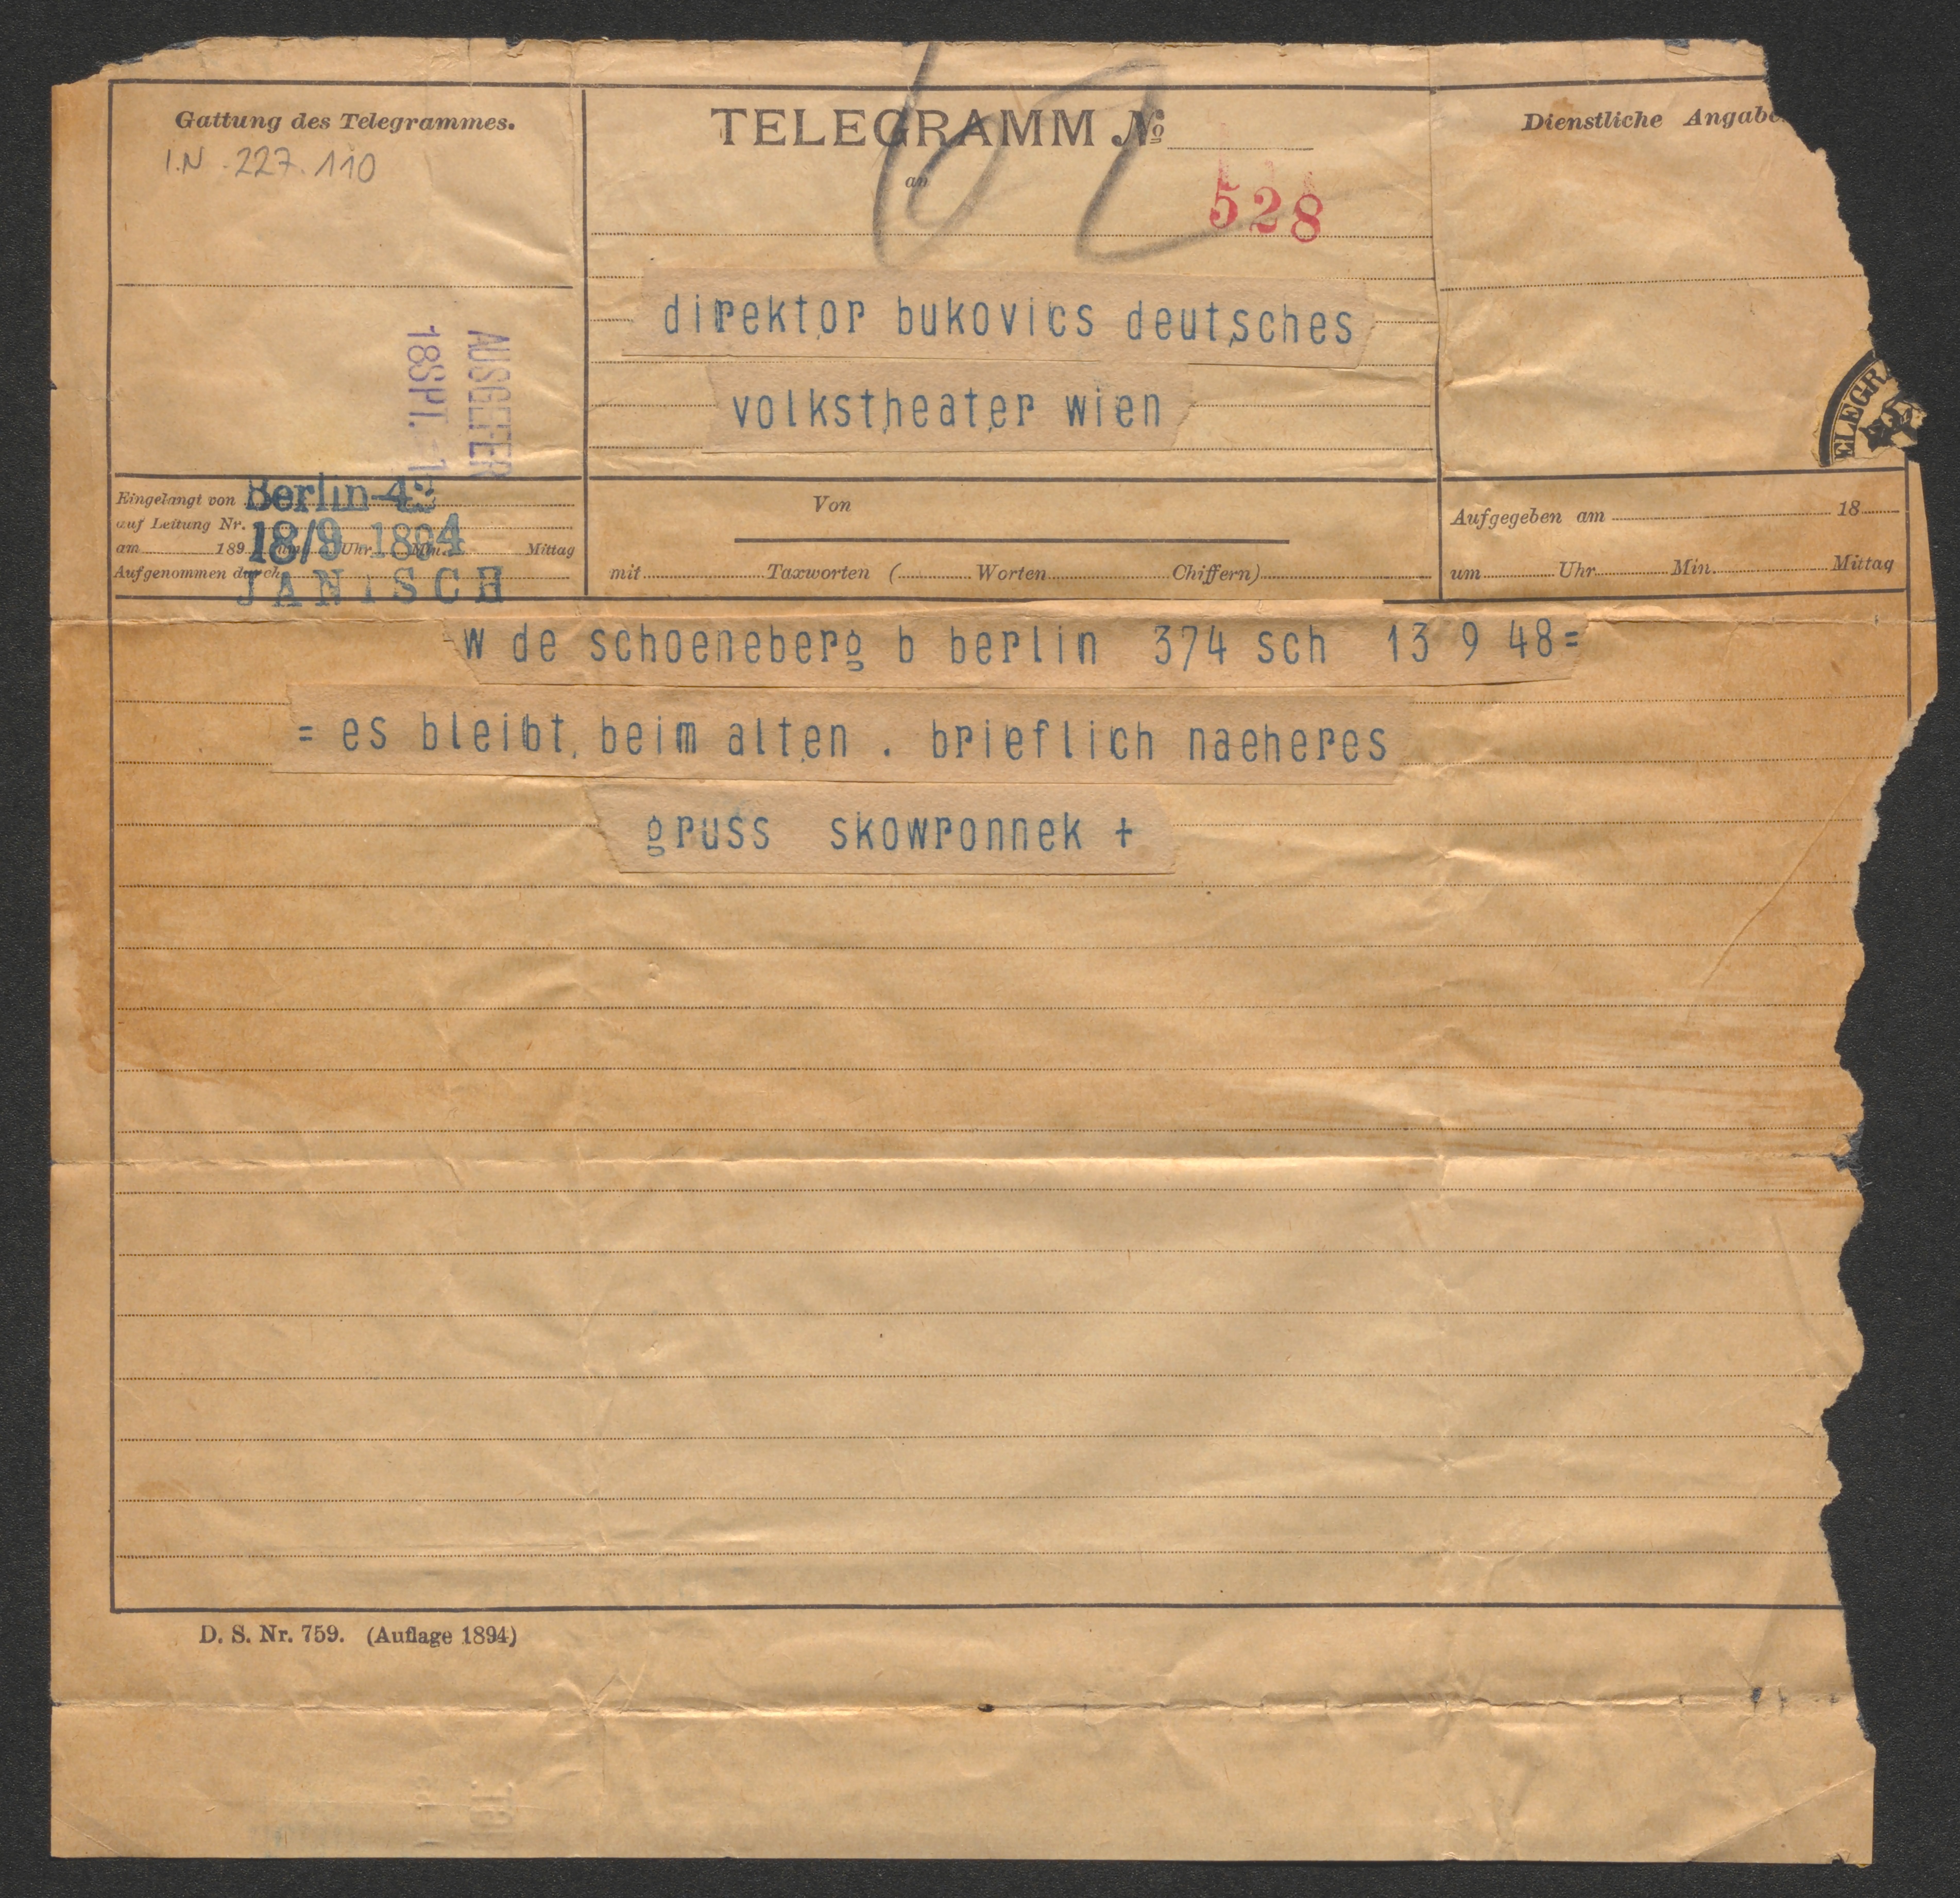 Gattung des Telegrammes.
I.N. 227.110
TELEGRAMM No
an
528
Dienstliche Angabe
direktor bukovics deutsches
volkstheater wien
18SPT.
TELEGRA
Eingelangt von Berlin
auf Leitung Nr.
18/9 1894
am 189 Uhr Min. Mittag
Aufgenommen durch
JANISCH
Von
mit Taxworten ( Worten Chiffern)
Aufgegeben am 18
um Uhr Min. Mittag
w de schoeneberg b berlin 374 sch 13 9 48=
= es bleibt beim alten . brieflich naeheres
gruss skowronnek +
D. S. Nr. 759. (Auflage 1894)